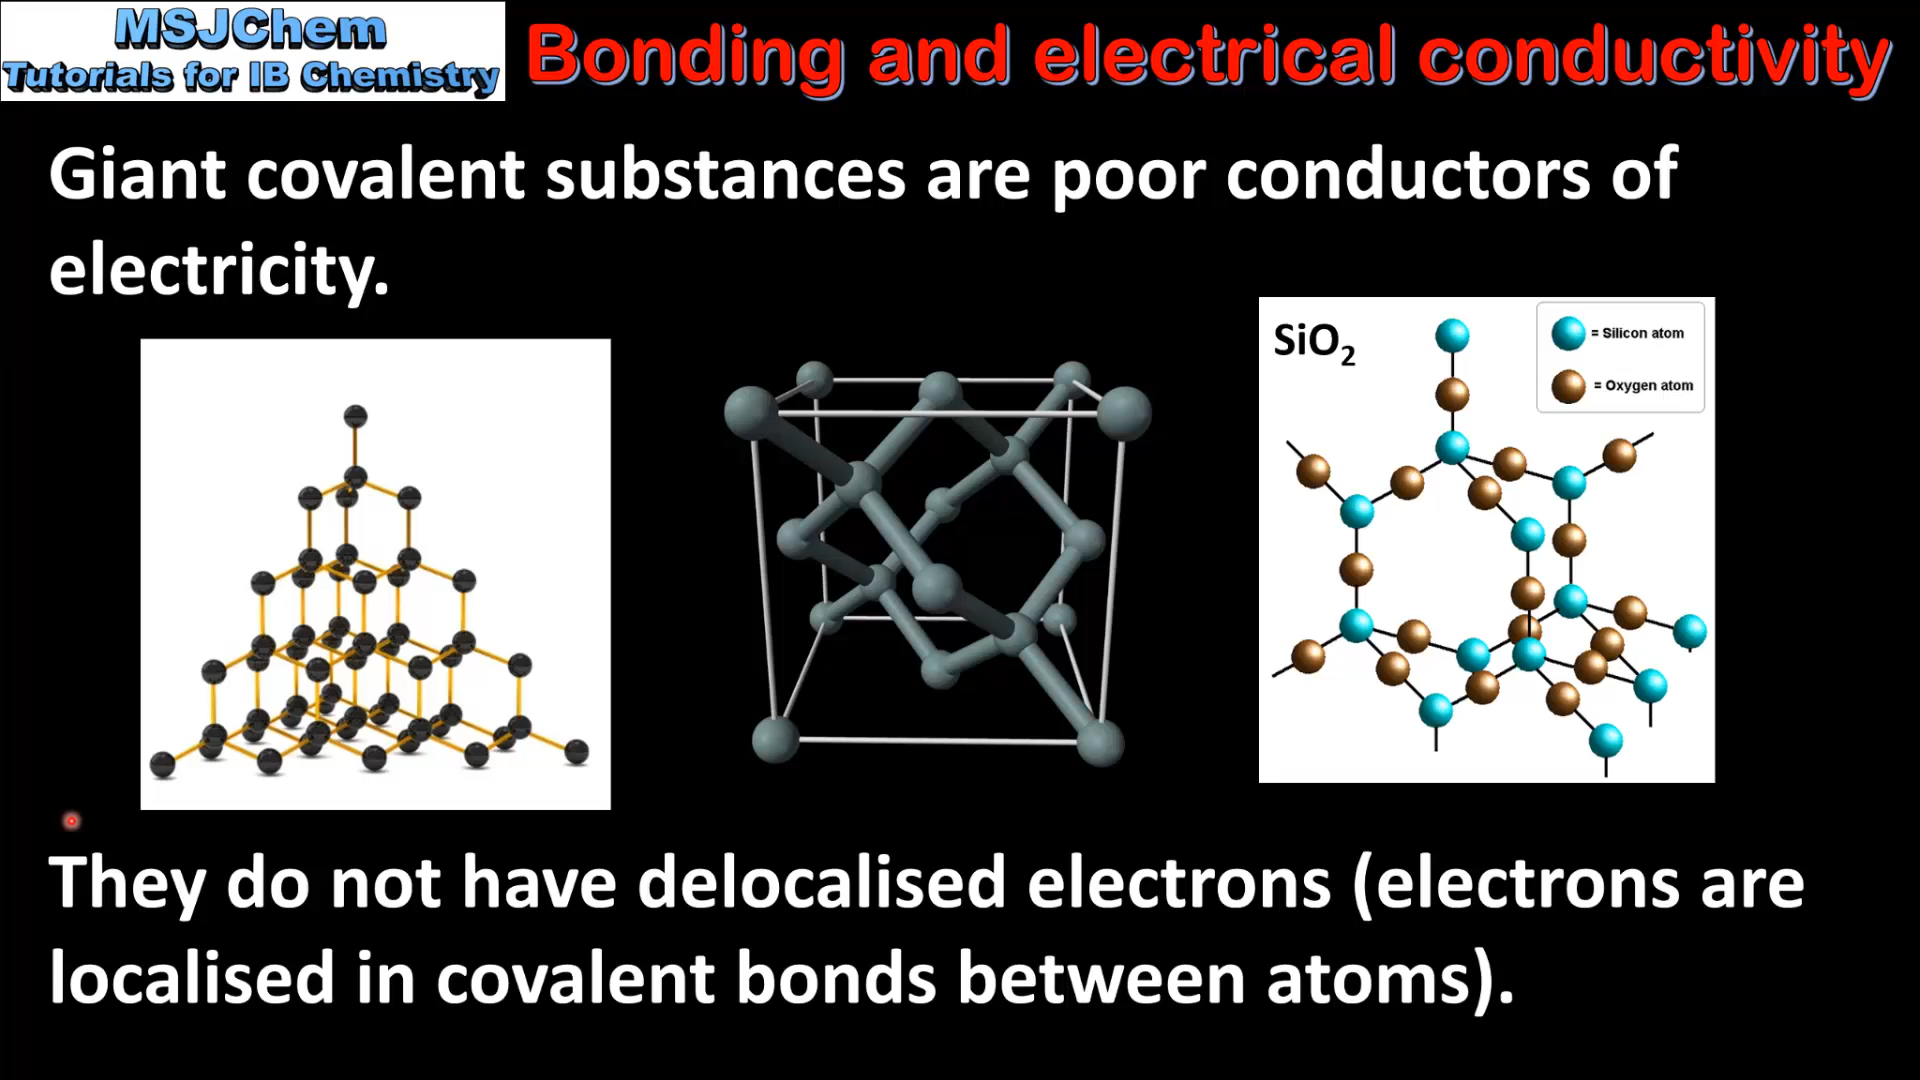 MSJChem
Tutorials for IB Chemistry
Bonding and electrical conductivity
Giant covalent substances are poor conductors of
electricity.
SiO₂
= Silicon atom
= Oxygen atom
They do not have delocalised electrons (electrons are
localised in covalent bonds between atoms).